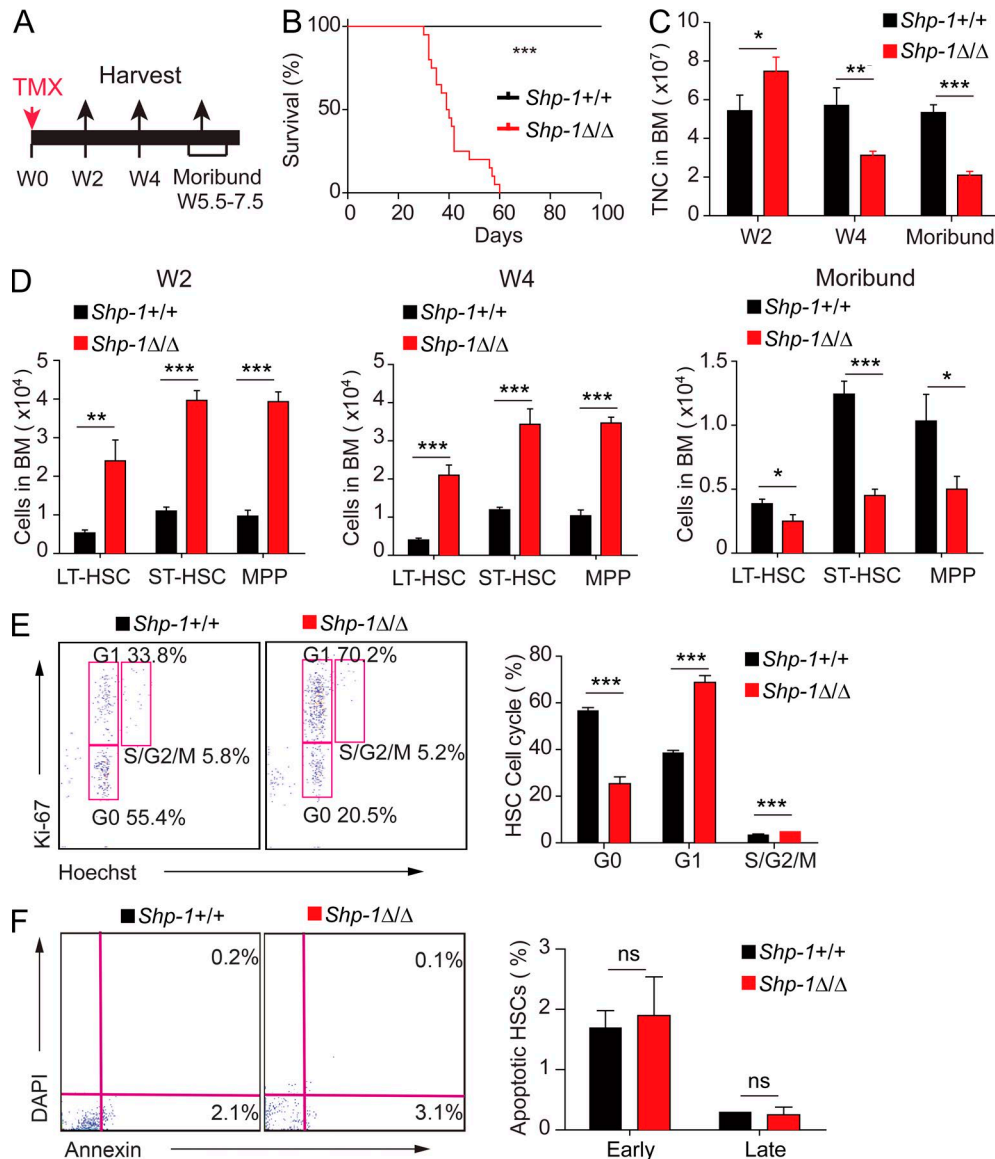 A
TMX
Harvest
W0
W2
W4
Moribund
W5.5-7.5
B
Survival (%)
100
50
0
0
20
40
60
80
100
Days
***
Shp-1+/+
Shp-1Δ/Δ
C
Shp-1+/+
Shp-1Δ/Δ
TNC in BM ( x10⁷)
10
8
6
4
2
0
*
**
***
W2
W4
Moribund
D
W2
Shp-1+/+
Shp-1Δ/Δ
Cells in BM ( x10⁴)
5
4
3
2
1
0
**
***
***
LT-HSC
ST-HSC
MPP
W4
Shp-1+/+
Shp-1Δ/Δ
Cells in BM ( x10⁴)
5
4
3
2
1
0
***
***
***
LT-HSC
ST-HSC
MPP
Moribund
Shp-1+/+
Shp-1Δ/Δ
Cells in BM ( x10⁴)
1.5
1.0
0.5
0
*
***
*
LT-HSC
ST-HSC
MPP
E
Shp-1+/+
Shp-1Δ/Δ
G1 33.8%
S/G2/M 5.8%
G0 55.4%
G1 70.2%
S/G2/M 5.2%
G0 20.5%
Ki-67
Hoechst
HSC Cell cycle ( %)
80
60
40
20
0
***
***
***
Shp-1+/+
Shp-1Δ/Δ
G0
G1
S/G2/M
F
Shp-1+/+
Shp-1Δ/Δ
0.2%
2.1%
0.1%
3.1%
DAPI
Annexin
Apoptotic HSCs ( %)
3
2
1
0
ns
ns
Shp-1+/+
Shp-1Δ/Δ
Early
Late